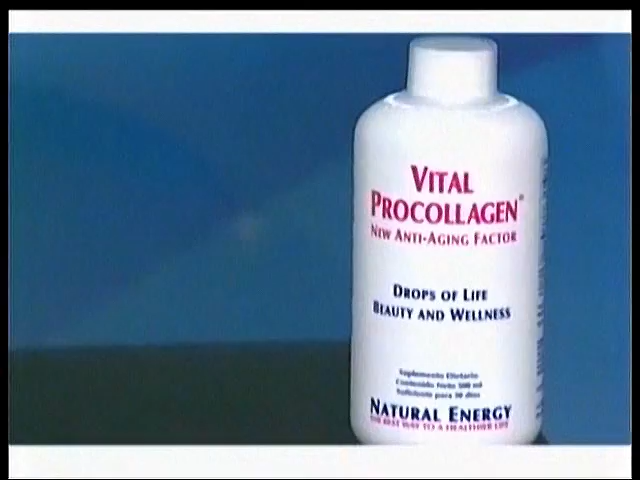 VITAL
PROCOLLAGEN®
NEW ANTI-AGING FACTOR
DROPS OF LIFE
BEAUTY AND WELLNESS
Suplemento Dietario
Contenido Neto 500 ml
Suficiente para 30 días
NATURAL ENERGY
THE BEST WAY TO A HEALTHIER LIFE